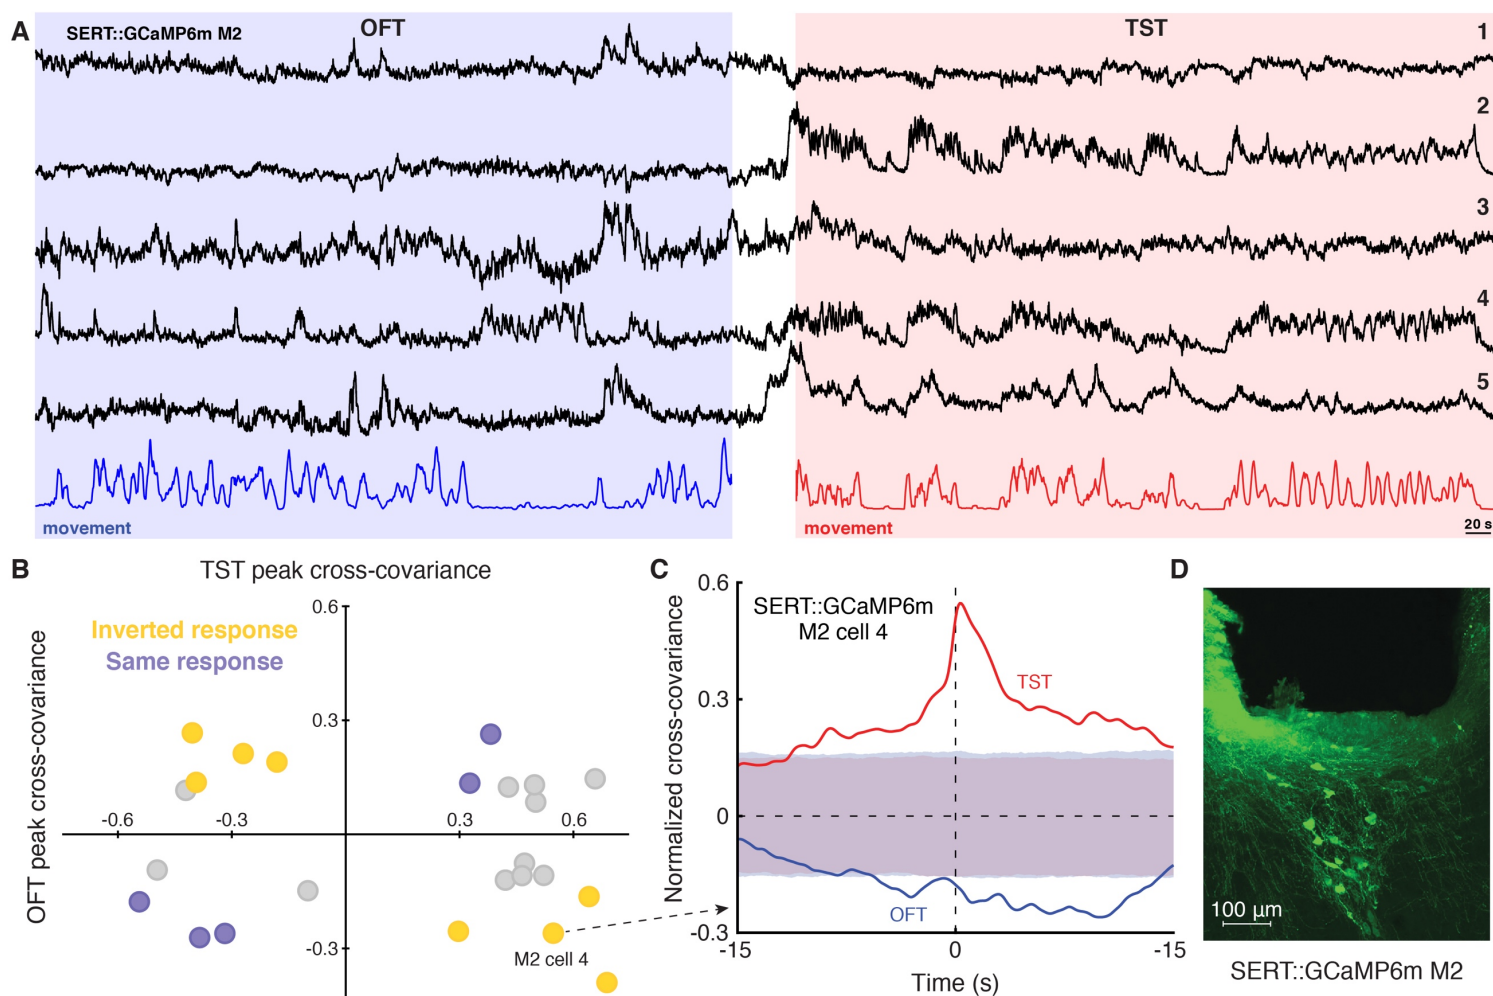 A
SERT::GCaMP6m M2
OFT
TST
1
2
3
4
5
movement
movement
20 s
B
TST peak cross-covariance
OFT peak cross-covariance
Inverted response
Same response
0.6
0.3
-0.6
-0.3
0.3
0.6
-0.3
M2 cell 4
C
Normalized cross-covariance
0.6
0.3
0
-0.3
SERT::GCaMP6m
M2 cell 4
TST
OFT
-15
0
-15
Time (s)
D
100 µm
SERT::GCaMP6m M2